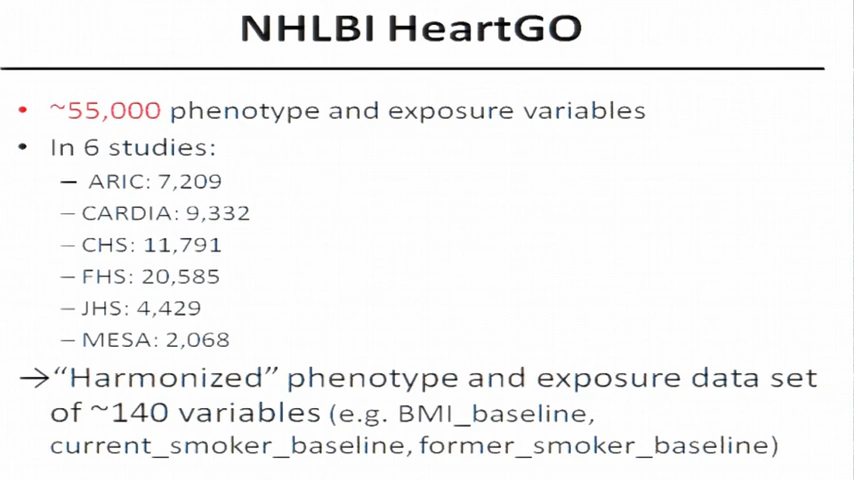 NHLBI HeartGO
• ~55,000 phenotype and exposure variables
• In 6 studies:
– ARIC: 7,209
– CARDIA: 9,332
– CHS: 11,791
– FHS: 20,585
– JHS: 4,429
– MESA: 2,068
→“Harmonized” phenotype and exposure data set
of ~140 variables (e.g. BMI_baseline,
current_smoker_baseline, former_smoker_baseline)